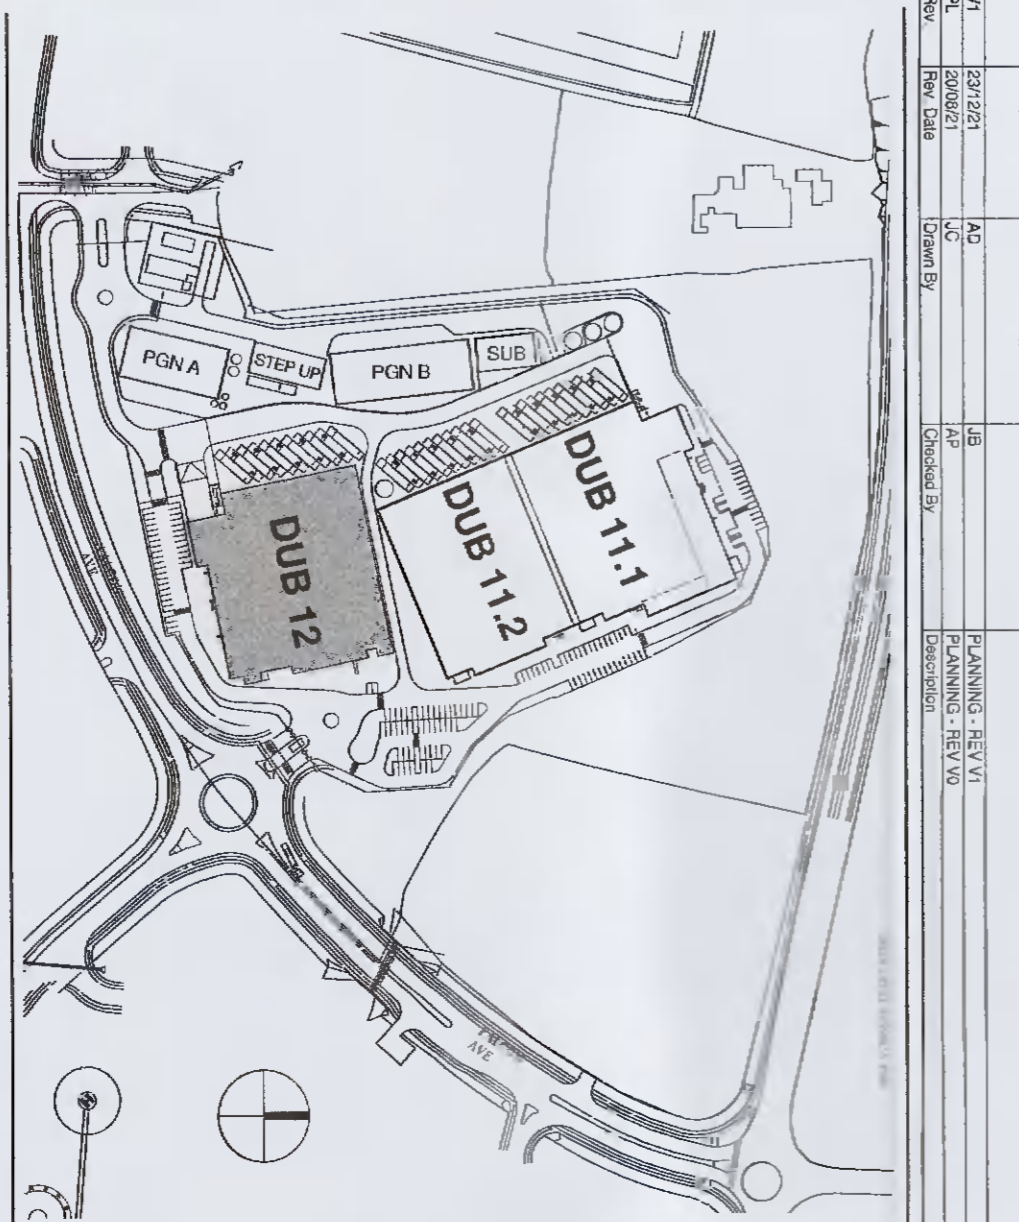 V1 23/12/21 AD JB PLANNING - REV V1
PL 20/08/21 JC AP PLANNING - REV V0
Rev. Rev. Date Drawn By Checked By Description
PGN A
STEP UP
PGN B
SUB
DUB 11.1
DUB 11.2
DUB 12
AVE
AVE